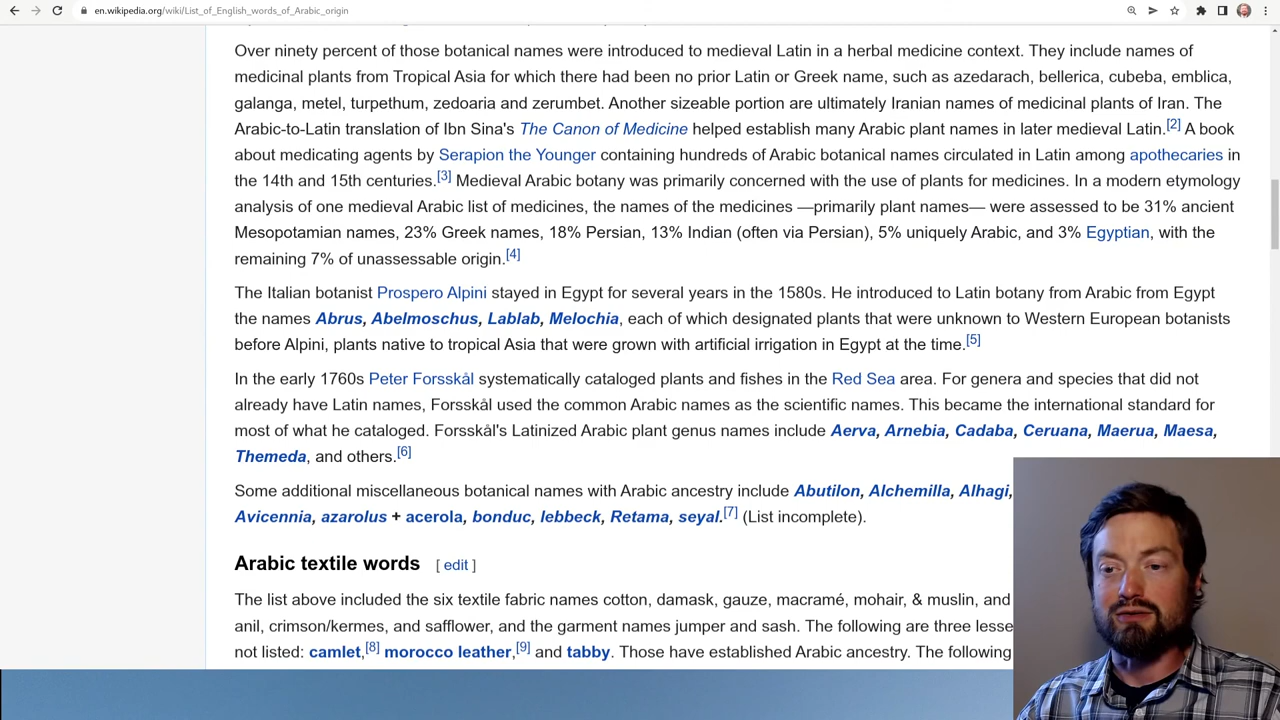 en.wikipedia.org/wiki/List_of_English_words_of_Arabic_origin
Over ninety percent of those botanical names were introduced to medieval Latin in a herbal medicine context. They include names of
medicinal plants from Tropical Asia for which there had been no prior Latin or Greek name, such as azedarach, bellerica, cubeba, emblica,
galanga, metel, turpethum, zedoaria and zerumbet. Another sizeable portion are ultimately Iranian names of medicinal plants of Iran. The
Arabic-to-Latin translation of Ibn Sina's The Canon of Medicine helped establish many Arabic plant names in later medieval Latin.[2] A book
about medicating agents by Serapion the Younger containing hundreds of Arabic botanical names circulated in Latin among apothecaries in
the 14th and 15th centuries.[3] Medieval Arabic botany was primarily concerned with the use of plants for medicines. In a modern etymology
analysis of one medieval Arabic list of medicines, the names of the medicines —primarily plant names— were assessed to be 31% ancient
Mesopotamian names, 23% Greek names, 18% Persian, 13% Indian (often via Persian), 5% uniquely Arabic, and 3% Egyptian, with the
remaining 7% of unassessable origin.[4]
The Italian botanist Prospero Alpini stayed in Egypt for several years in the 1580s. He introduced to Latin botany from Arabic from Egypt
the names Abrus, Abelmoschus, Lablab, Melochia, each of which designated plants that were unknown to Western European botanists
before Alpini, plants native to tropical Asia that were grown with artificial irrigation in Egypt at the time.[5]
In the early 1760s Peter Forsskål systematically cataloged plants and fishes in the Red Sea area. For genera and species that did not
already have Latin names, Forsskål used the common Arabic names as the scientific names. This became the international standard for
most of what he cataloged. Forsskål's Latinized Arabic plant genus names include Aerva, Arnebia, Cadaba, Ceruana, Maerua, Maesa,
Themeda, and others.[6]
Some additional miscellaneous botanical names with Arabic ancestry include Abutilon, Alchemilla, Alhagi,
Avicennia, azarolus + acerola, bonduc, lebbeck, Retama, seyal.[7] (List incomplete).
Arabic textile words [ edit ]
The list above included the six textile fabric names cotton, damask, gauze, macramé, mohair, & muslin, and
anil, crimson/kermes, and safflower, and the garment names jumper and sash. The following are three lesse
not listed: camlet,[8] morocco leather,[9] and tabby. Those have established Arabic ancestry. The following